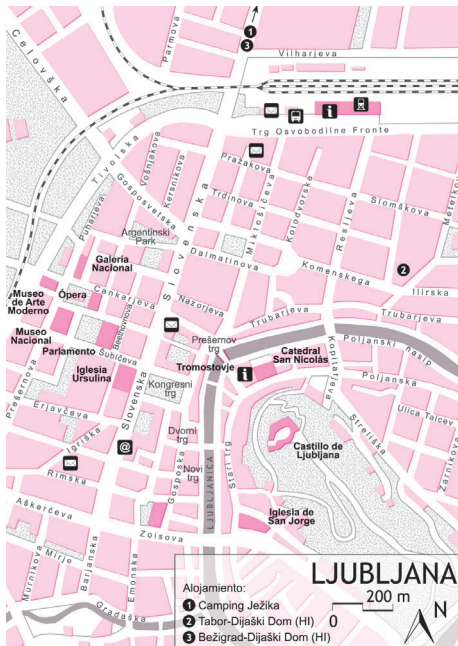 Celovška
Parmova
1
3
Vilharjeva
Trg Osvobodilne Fronte
Tivolska
Gosposvetska
Vošnjakova
Kersnikova
Slovenska
Pražakova
Trdinova
Miklošičeva
Kolodvorska
Resljeva
Slomškova
Metelkova
Puharjeva
Argentinski
Park
Dalmatinova
Komenskega
2
Ilirska
Galería
Nacional
Museo
de Arte
Moderno
Ópera
Cankarjeva
Beethovnova
Nazorjeva
Trubarjeva
Trubarjeva
Museo
Nacional
Parlamento
Šubičeva
Prešernov
trg
Tromostovje
Catedral
San Nicolás
Kopitarjeva
Poljanski nasip
Poljanska
Prešernova
Iglesia
Ursulina
Kongresni
trg
Erjavčeva
Slovenska
Igriška
@
Dvorni
trg
Novi
trg
Gosposka
LJUBLJANICA
Stari trg
Castillo de
Ljubljana
Streliška
Ulica Talcev
Zarnikova
Rimska
Aškerčeva
Mirje
Murnikova
Barjanska
Emonska
Zoisova
Iglesia de
San Jorge
Gradaška
LJUBLJANA
0 200 m
N
Alojamiento:
1 Camping Ježika
2 Tabor-Dijaški Dom (HI)
3 Bežigrad-Dijaški Dom (HI)